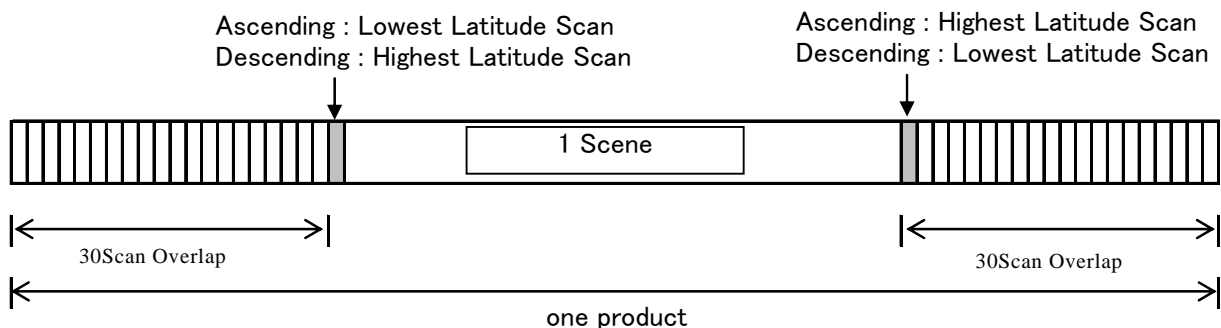 Ascending : Lowest Latitude Scan
Descending : Highest Latitude Scan
Ascending : Highest Latitude Scan
Descending : Lowest Latitude Scan
1 Scene
30Scan Overlap
30Scan Overlap
one product